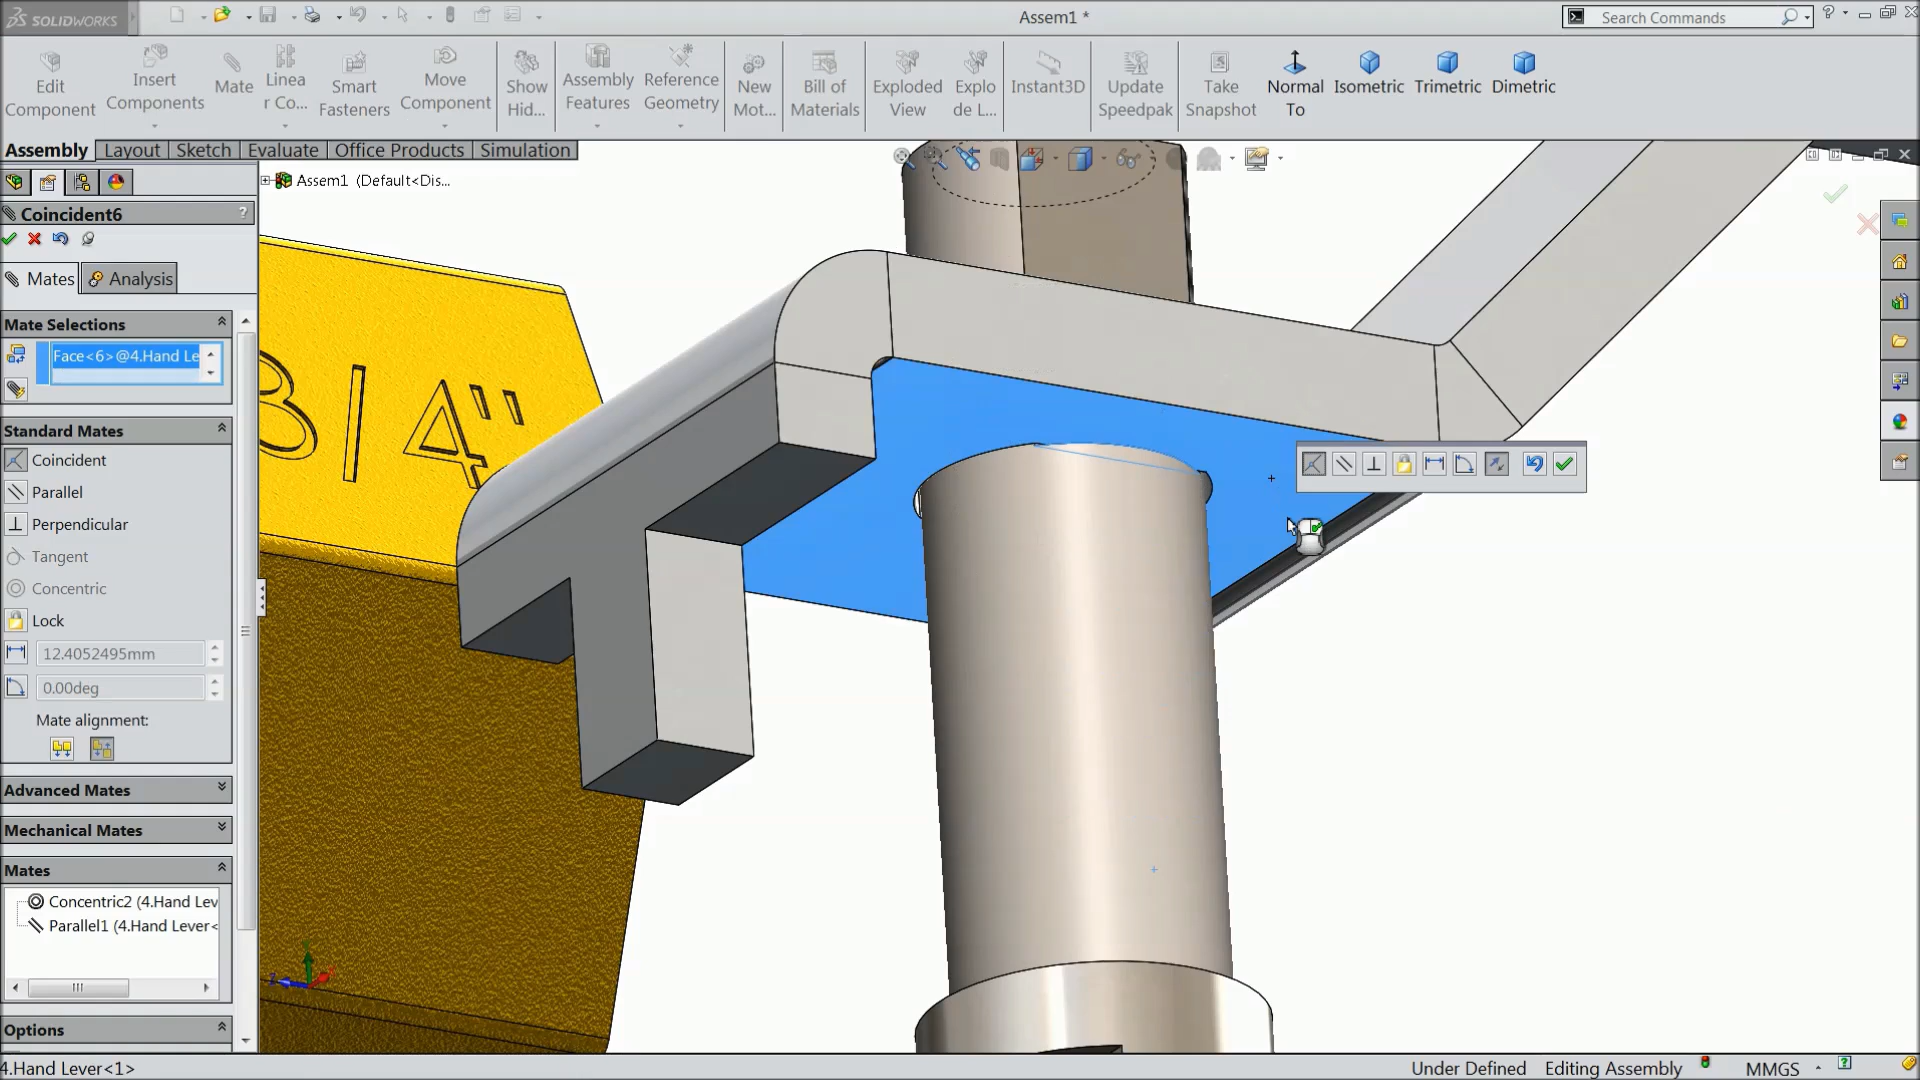 SOLIDWORKS
Assem1 *
Search Commands
Edit Component
Insert Components
Mate
Linea r Co...
Smart Fasteners
Move Component
Show Hid...
Assembly Features
Reference Geometry
New Mot...
Bill of Materials
Exploded View
Explo de L...
Instant3D
Update Speedpak
Take Snapshot
Normal To
Isometric
Trimetric
Dimetric
Assembly
Layout
Sketch
Evaluate
Office Products
Simulation
Assem1 (Default<Dis...
Coincident6
?
Mates
Analysis
Mate Selections
Face<6>@4.Hand Le
Standard Mates
Coincident
Parallel
Perpendicular
Tangent
Concentric
Lock
12.4052495mm
0.00deg
Mate alignment:
Advanced Mates
Mechanical Mates
Mates
Concentric2 (4.Hand Lev
Parallel1 (4.Hand Lever<
Options
3/4"
4.Hand Lever<1>
Under Defined
Editing Assembly
MMGS